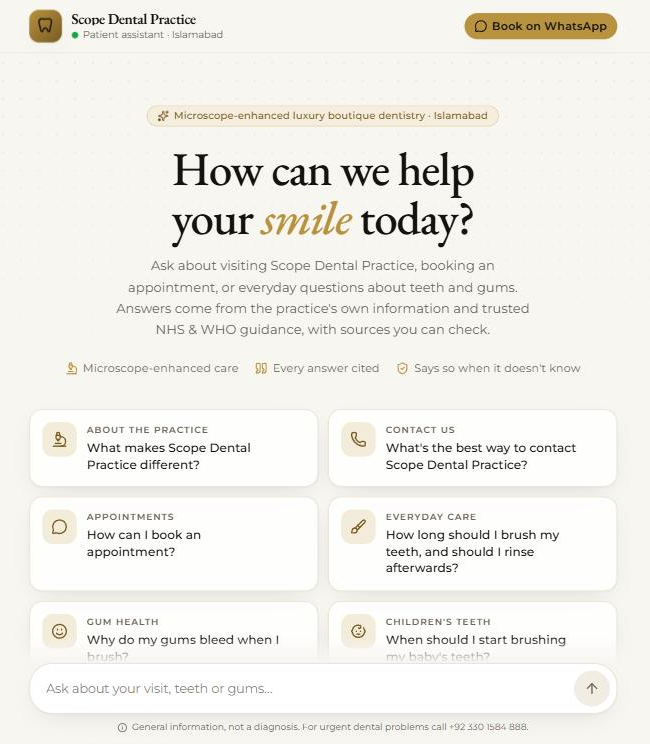 Scope Dental Practice
Patient assistant · Islamabad
Book on WhatsApp
Microscope-enhanced luxury boutique dentistry · Islamabad
How can we help
your smile today?
Ask about visiting Scope Dental Practice, booking an
appointment, or everyday questions about teeth and gums.
Answers come from the practice's own information and trusted
NHS & WHO guidance, with sources you can check.
Microscope-enhanced care
Every answer cited
Says so when it doesn't know
ABOUT THE PRACTICE
What makes Scope Dental
Practice different?
CONTACT US
What's the best way to contact
Scope Dental Practice?
APPOINTMENTS
How can I book an
appointment?
EVERYDAY CARE
How long should I brush my
teeth, and should I rinse
afterwards?
GUM HEALTH
Why do my gums bleed when I
brush?
CHILDREN'S TEETH
When should I start brushing
my baby's teeth?
Ask about your visit, teeth or gums...
General information, not a diagnosis. For urgent dental problems call +92 330 1584 888.